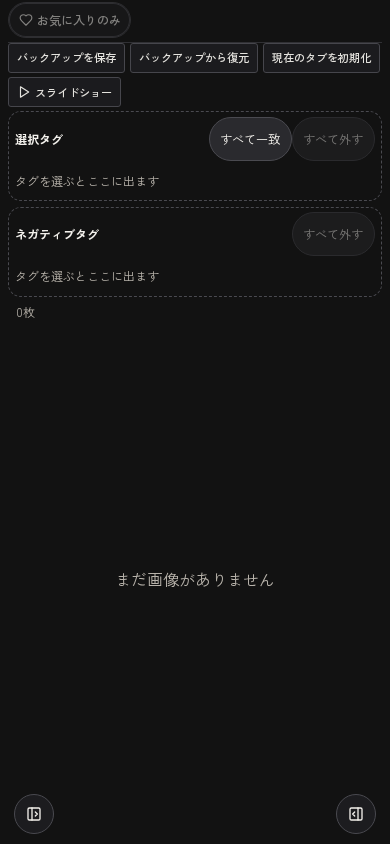 お気に入りのみ
バックアップを保存 バックアップから復元 現在のタブを初期化
スライドショー
選択タグ すべて一致 すべて外す
タグを選ぶとここに出ます
ネガティブタグ すべて外す
タグを選ぶとここに出ます
0枚
まだ画像がありません